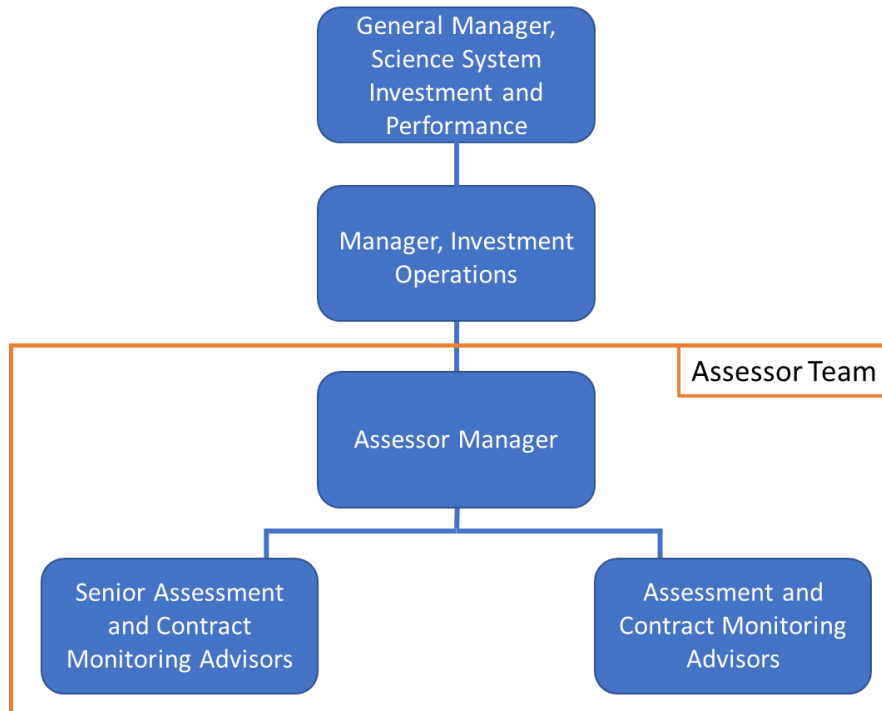 General Manager,
Science System
Investment and
Performance
Manager, Investment
Operations
Assessor Team
Assessor Manager
Senior Assessment
and Contract
Monitoring Advisors
Assessment and
Contract Monitoring
Advisors